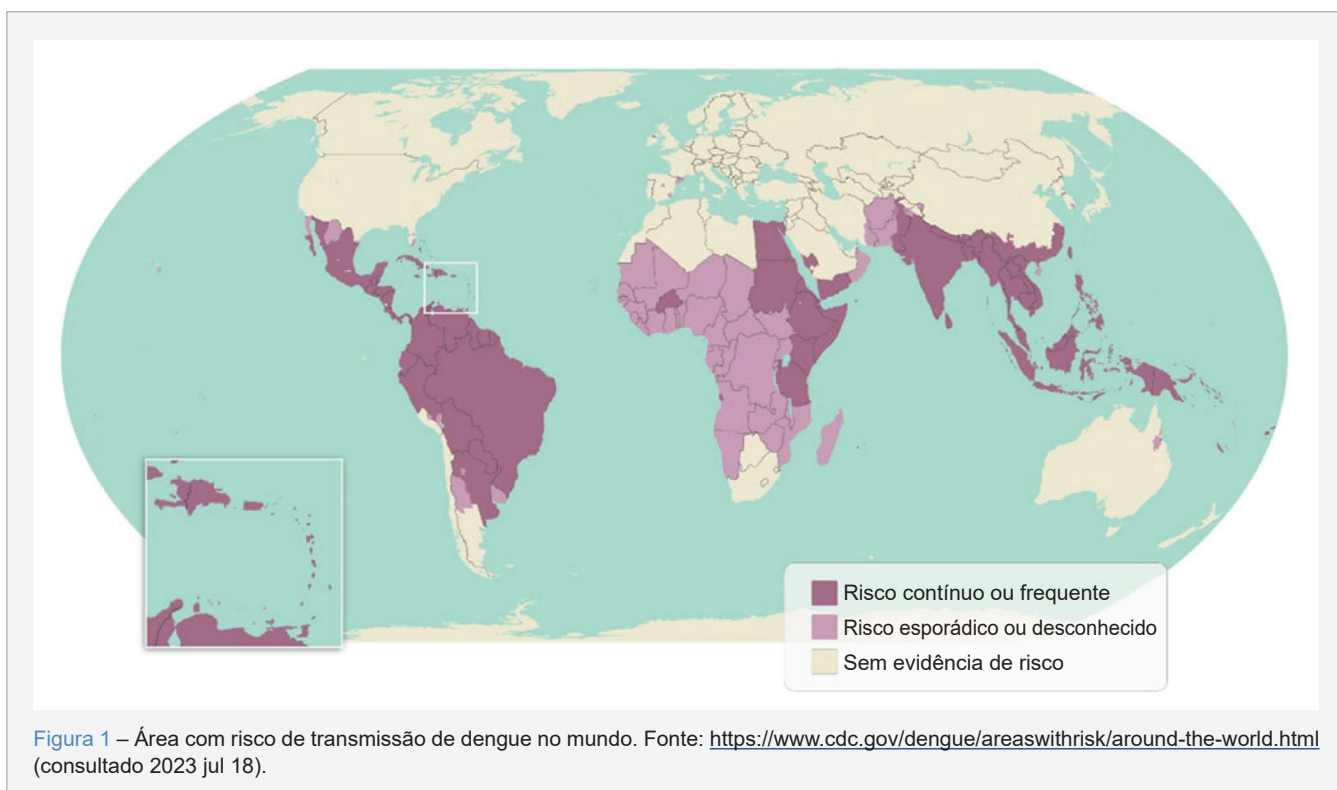 Risco contínuo ou frequente
Risco esporádico ou desconhecido
Sem evidência de risco
Figura 1 – Área com risco de transmissão de dengue no mundo. Fonte: https://www.cdc.gov/dengue/areaswithrisk/around-the-world.html
(consultado 2023 jul 18).